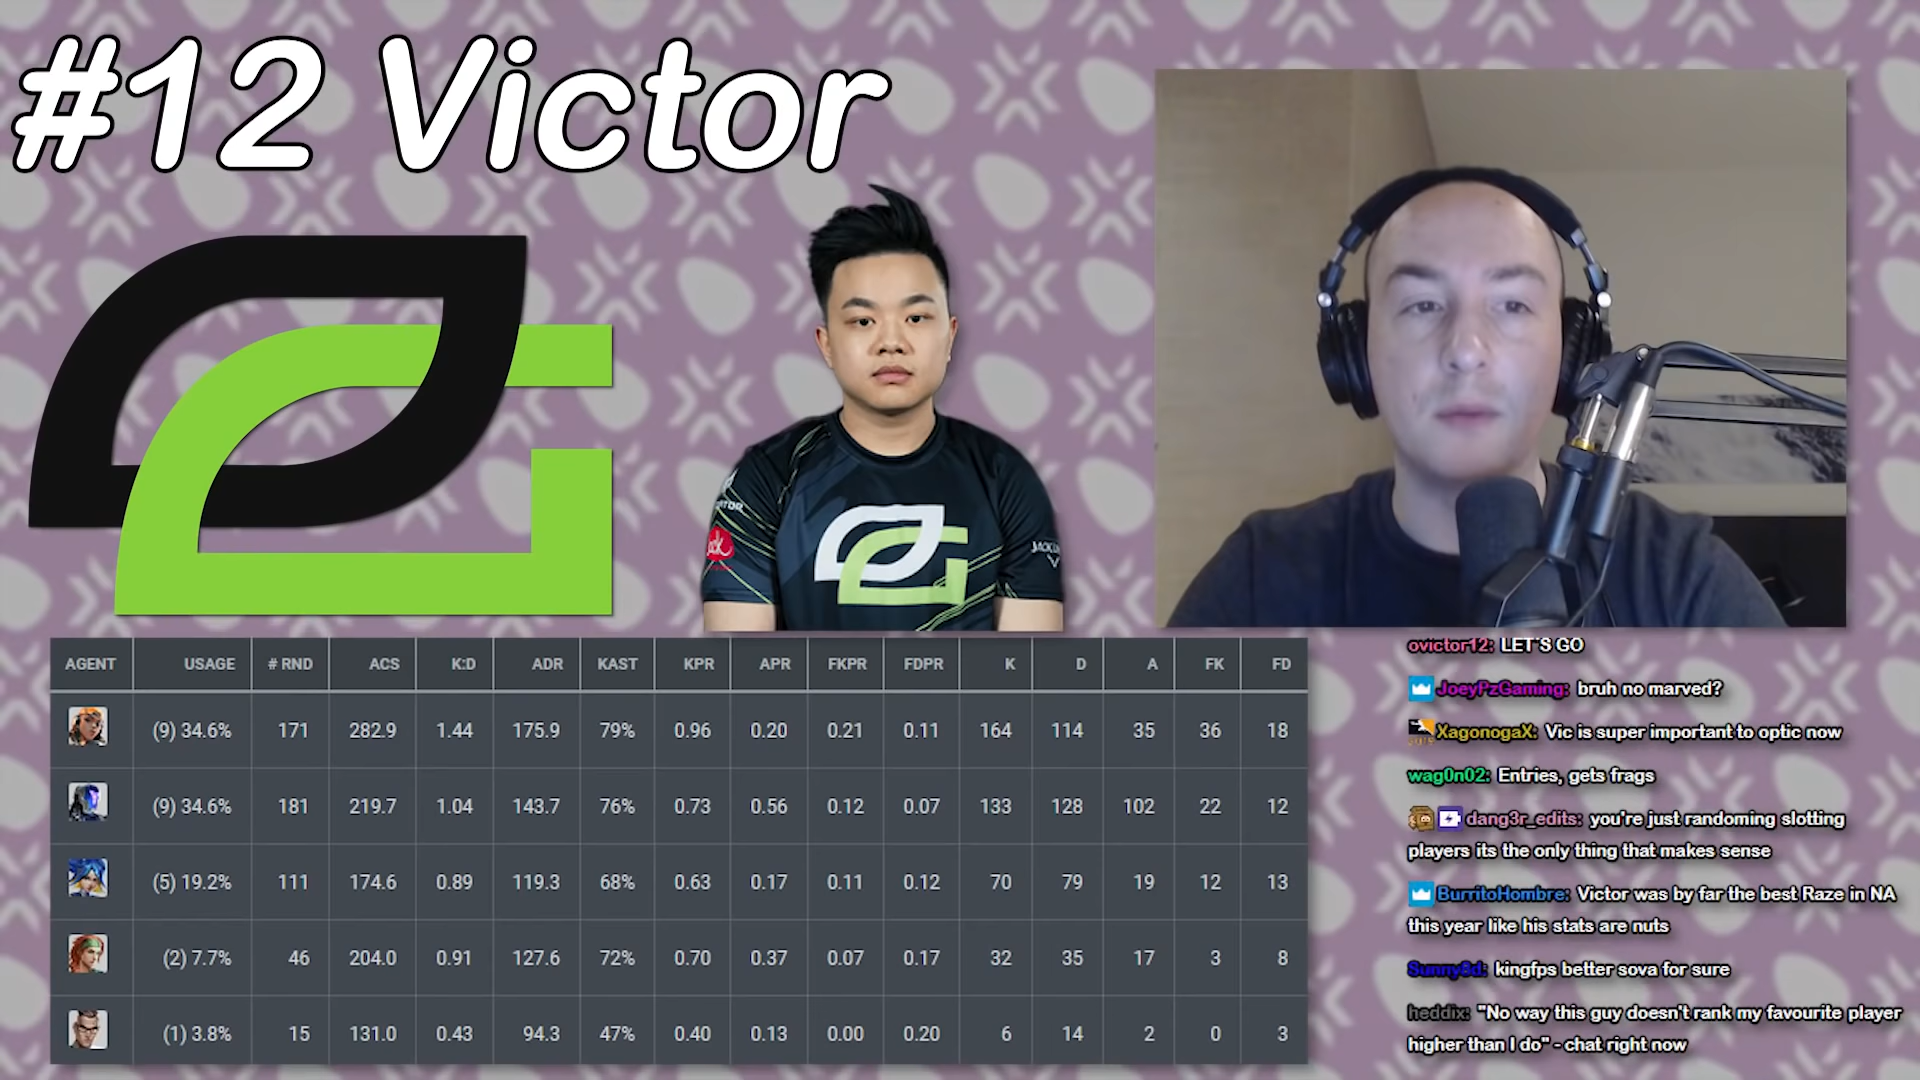 #12 Victor
AGENT USAGE # RND ACS K:D ADR KAST KPR APR FKPR FDPR K D A FK FD
(9) 34.6% 171 282.9 1.44 175.9 79% 0.96 0.20 0.21 0.11 164 114 35 36 18
(9) 34.6% 181 219.7 1.04 143.7 76% 0.73 0.56 0.12 0.07 133 128 102 22 12
(5) 19.2% 111 174.6 0.89 119.3 68% 0.63 0.17 0.11 0.12 70 79 19 12 13
(2) 7.7% 46 204.0 0.91 127.6 72% 0.70 0.37 0.07 0.17 32 35 17 3 8
(1) 3.8% 15 131.0 0.43 94.3 47% 0.40 0.13 0.00 0.20 6 14 2 0 3
ovictor12: LET'S GO
JoeyPzGaming: bruh no marved?
XagonogaX: Vic is super important to optic now
wag0n02: Entries, gets frags
dang3r_edits: you're just randoming slotting
players its the only thing that makes sense
BurritoHombre: Victor was by far the best Raze in NA
this year like his stats are nuts
Sunny8d: kingfps better sova for sure
heddix: "No way this guy doesn't rank my favourite player
higher than I do" - chat right now